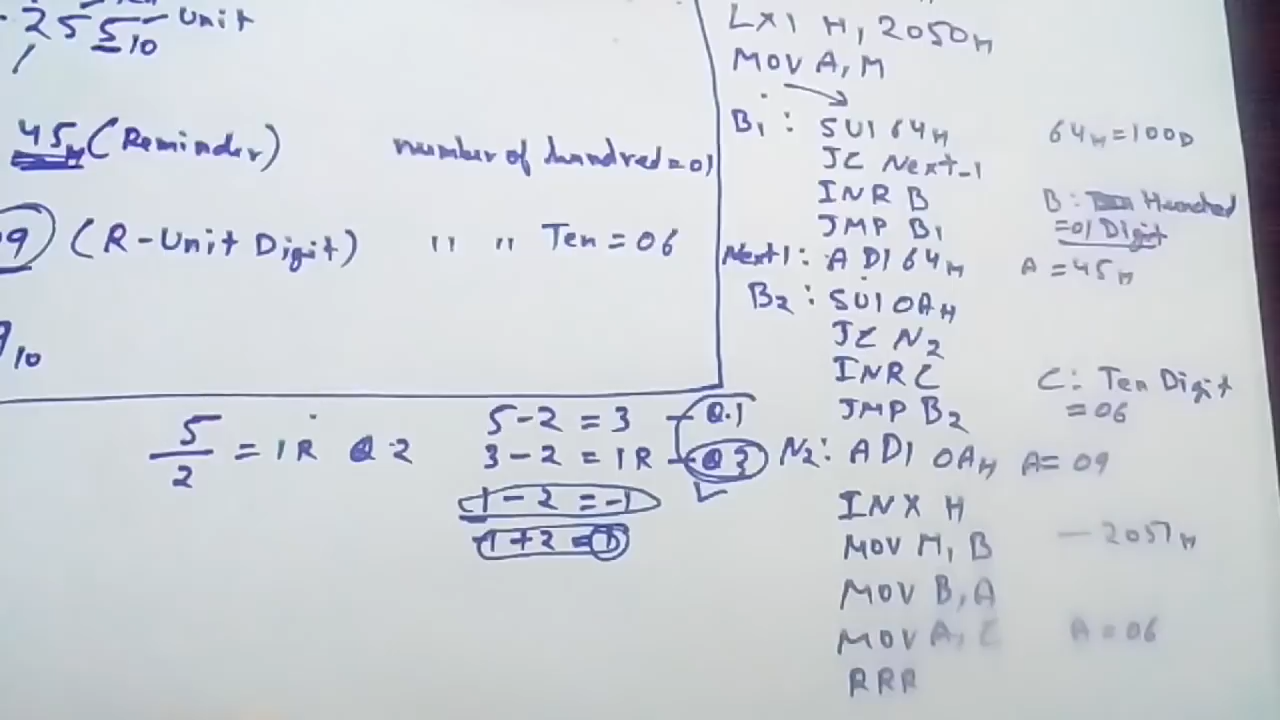 255₁₀ Unit
45H (Reminder)
number of hundred = 01
9 (R-Unit Digit)
" " Ten = 06
9₁₀
5/2 = 1R Q 2
5-2 = 3 - Q.1
3-2 = 1R - Q 2
1-2 = -1
-1+2 = 1
LXI H, 2050H
MOV A, M
B1 : SUI 64H 64H = 100D
JC Next-1
INR B B: Hundred
JMP B1 = 01 Digit
Next1: ADI 64H A = 45H
B2 : SUI 0AH
JC N2
INR C C: Ten Digit
JMP B2 = 06
N2: ADI 0AH A = 09
INX H
MOV M, B - 2051H
MOV B, A
MOV A, C A = 06
RRR